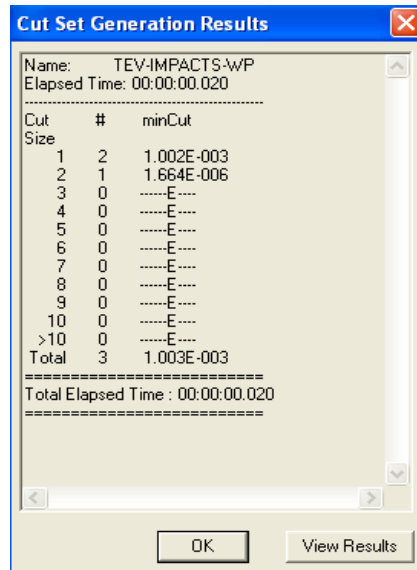 Cut Set Generation Results
Name: TEV-IMPACTS-WP
Elapsed Time: 00:00:00.020
------------------------------------------------
Cut # minCut
Size
1 2 1.002E-003
2 1 1.664E-006
3 0 ------E----
4 0 ------E----
5 0 ------E----
6 0 ------E----
7 0 ------E----
8 0 ------E----
9 0 ------E----
10 0 ------E----
>10 0 ------E----
Total 3 1.003E-003
===========================
Total Elapsed Time : 00:00:00.020
===========================
OK View Results